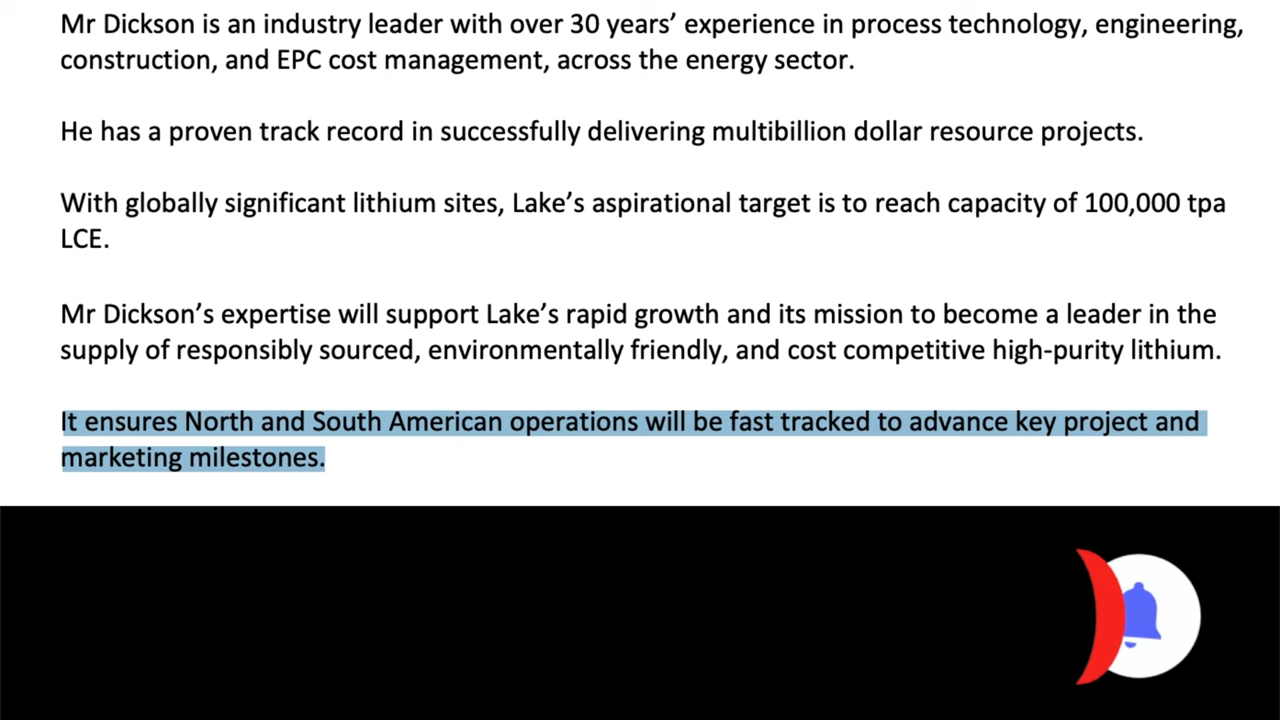 Mr Dickson is an industry leader with over 30 years’ experience in process technology, engineering,
construction, and EPC cost management, across the energy sector.
He has a proven track record in successfully delivering multibillion dollar resource projects.
With globally significant lithium sites, Lake’s aspirational target is to reach capacity of 100,000 tpa
LCE.
Mr Dickson’s expertise will support Lake’s rapid growth and its mission to become a leader in the
supply of responsibly sourced, environmentally friendly, and cost competitive high-purity lithium.
It ensures North and South American operations will be fast tracked to advance key project and
marketing milestones.